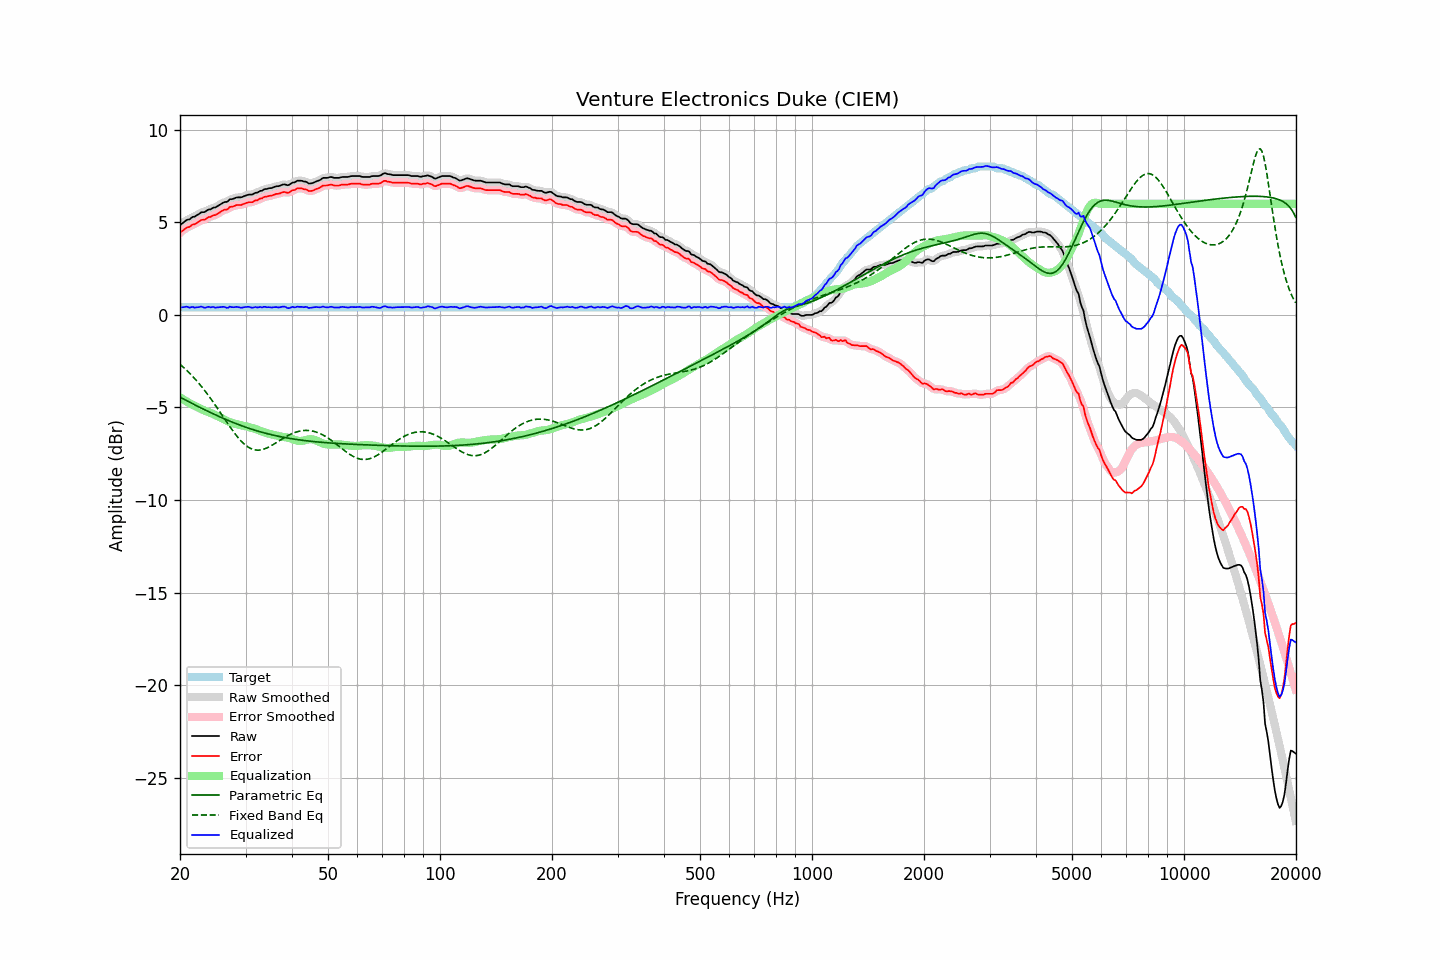 Venture Electronics Duke (CIEM)
10
5
0
−5
−10
−15
−20
−25
Amplitude (dBr)
Target
Raw Smoothed
Error Smoothed
Raw
Error
Equalization
Parametric Eq
Fixed Band Eq
Equalized
20 50 100 200 500 1000 2000 5000 10000 20000
Frequency (Hz)